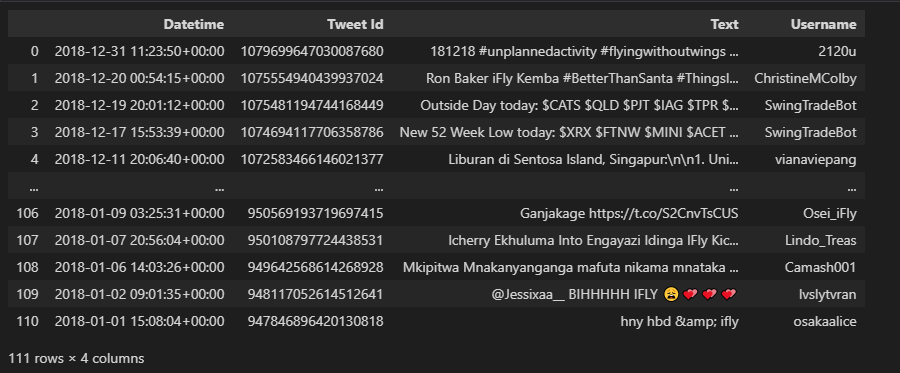 Datetime Tweet Id Text Username
0 2018-12-31 11:23:50+00:00 1079699647030087680 181218 #unplannedactivity #flyingwithoutwings ... 2120u
1 2018-12-20 00:54:15+00:00 1075554940439937024 Ron Baker iFly Kemba #BetterThanSanta #ThingsI... ChristineMColby
2 2018-12-19 20:01:12+00:00 1075481194744168449 Outside Day today: $CATS $QLD $PJT $IAG $TPR $... SwingTradeBot
3 2018-12-17 15:53:39+00:00 1074694117706358786 New 52 Week Low today: $XRX $FTNW $MINI $ACET ... SwingTradeBot
4 2018-12-11 20:06:40+00:00 1072583466146021377 Liburan di Sentosa Island, Singapur:\n\n1. Uni... vianaviepang
... ... ... ... ...
106 2018-01-09 03:25:31+00:00 950569193719697415 Ganjakage https://t.co/S2CnvTsCUS Osei_iFly
107 2018-01-07 20:56:04+00:00 950108797724438531 Icherry Ekhuluma Into Engayazi Idinga IFly Kic... Lindo_Treas
108 2018-01-06 14:03:26+00:00 949642568614268928 Mkipitwa Mnakanyanganga mafuta nikama mnataka ... Camash001
109 2018-01-02 09:01:35+00:00 948117052614512641 @Jessixaa__ BIHHHHH IFLY 😩💕💕💕 lvslytvran
110 2018-01-01 15:08:04+00:00 947846896420130818 hny hbd &amp; ifly osakaalice
111 rows × 4 columns